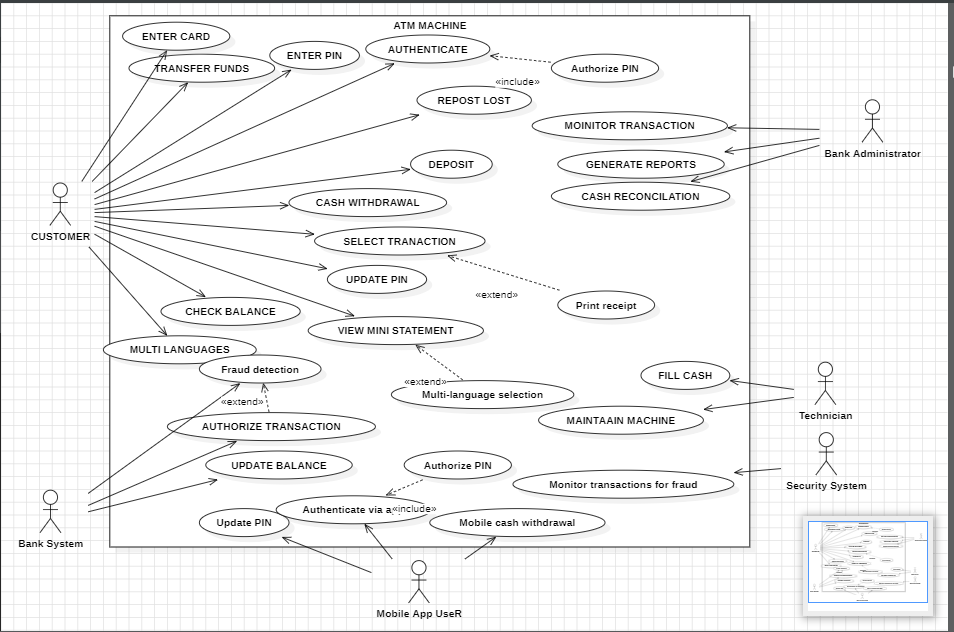 ATM MACHINE
ENTER CARD
TRANSFER FUNDS
ENTER PIN
AUTHENTICATE
Authorize PIN
«include»
REPOST LOST
MOINITOR TRANSACTION
Bank Administrator
DEPOSIT
GENERATE REPORTS
CASH WITHDRAWAL
CASH RECONCILATION
CUSTOMER
SELECT TRANACTION
UPDATE PIN
«extend»
Print receipt
CHECK BALANCE
VIEW MINI STATEMENT
MULTI LANGUAGES
Fraud detection
FILL CASH
«extend»
Multi-language selection
«extend»
Technician
AUTHORIZE TRANSACTION
MAINTAAIN MACHINE
UPDATE BALANCE
Authorize PIN
Monitor transactions for fraud
Security System
Authenticate via a
«include»
Update PIN
Mobile cash withdrawal
Bank System
Mobile App UseR